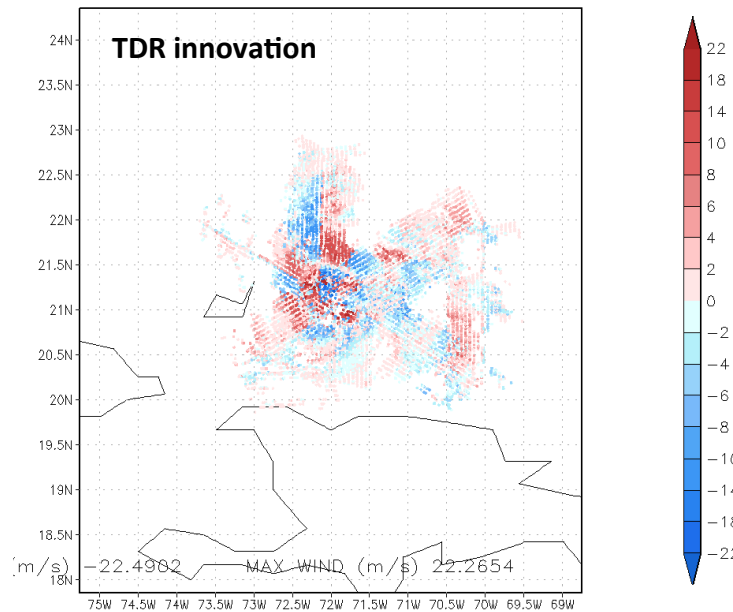 TDR innovation
24N
23.5N
23N
22.5N
22N
21.5N
21N
20.5N
20N
19.5N
19N
18.5N
18N
(m/s) −22.4902 MAX WIND (m/s) 22.2654
75W 74.5W 74W 73.5W 73W 72.5W 72W 71.5W 71W 70.5W 70W 69.5W 69W
22
18
14
10
8
6
4
2
0
−2
−4
−6
−8
−10
−14
−18
−22